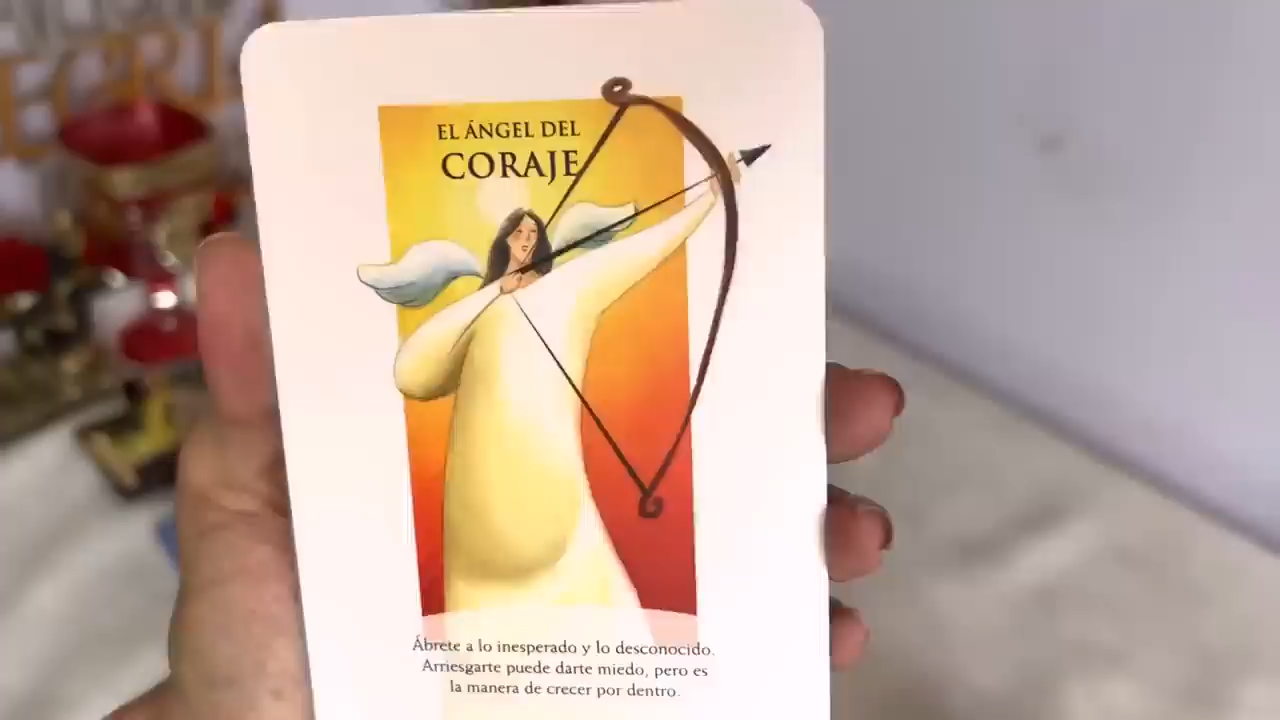 EL ÁNGEL DEL
CORAJE
Ábrete a lo inesperado y lo desconocido.
Arriesgarte puede darte miedo, pero es
la manera de crecer por dentro.